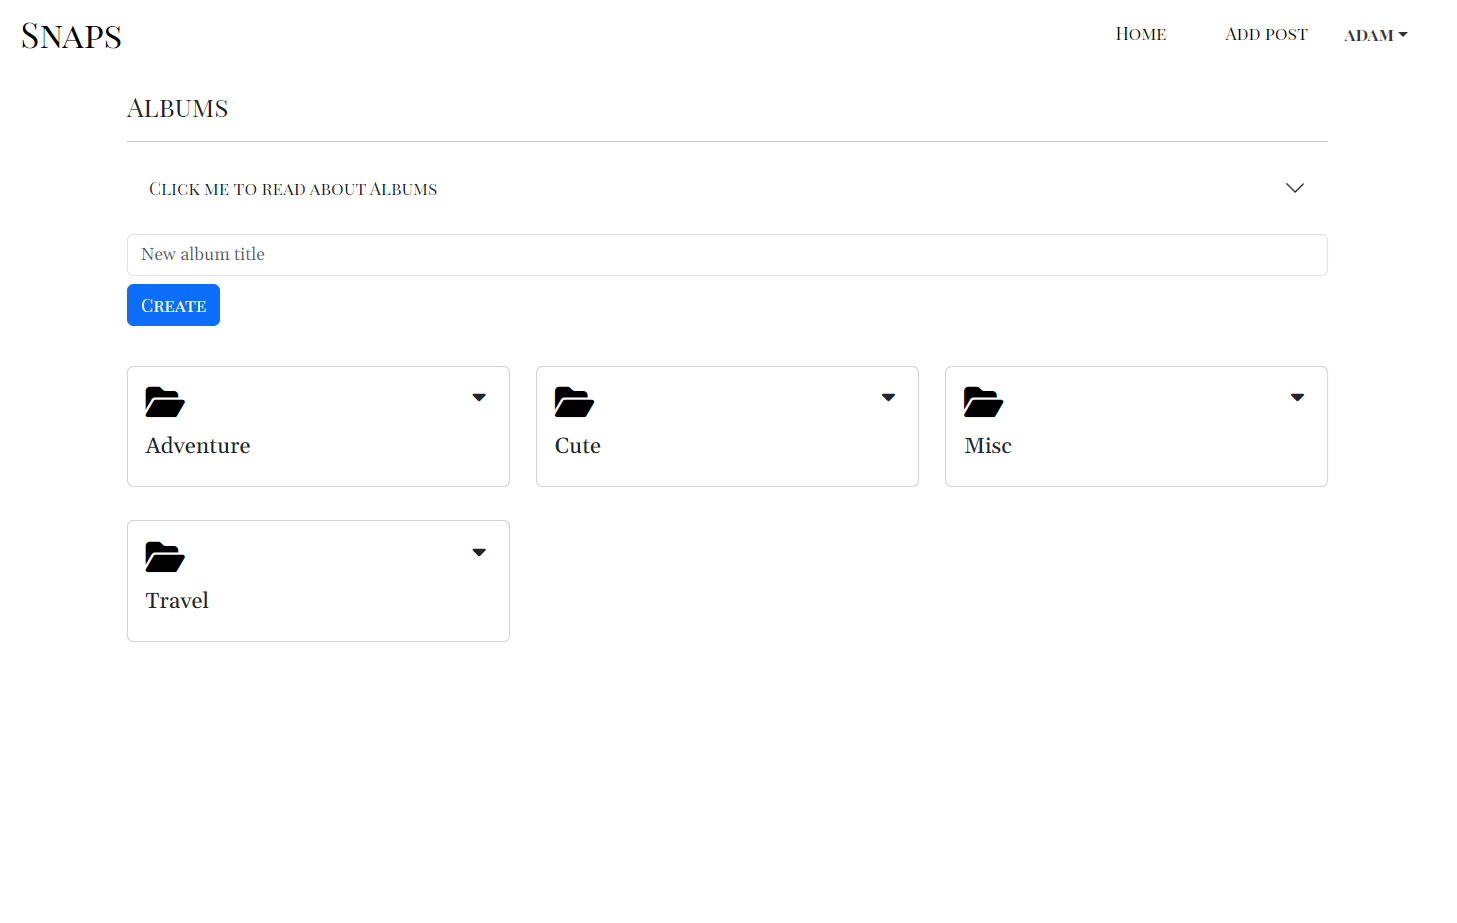 Snaps
Home
Add post
adam
Albums
Click me to read about Albums
New album title
Create
Adventure
Cute
Misc
Travel